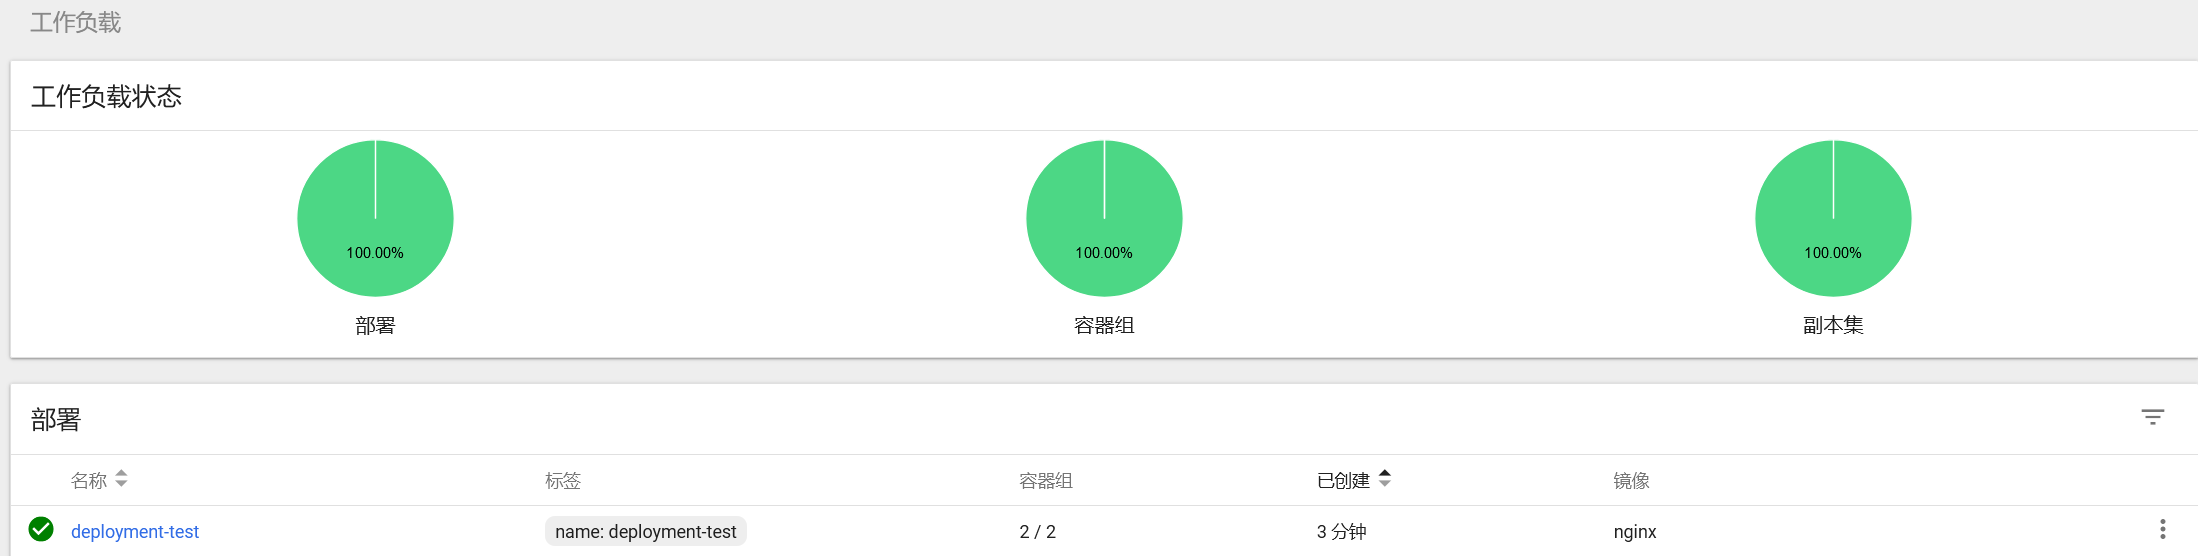 工作负载
工作负载状态
100.00% 100.00% 100.00%
部署 容器组 副本集
部署
名称 标签 容器组 已创建 镜像
deployment-test name: deployment-test 2 / 2 3 分钟 nginx